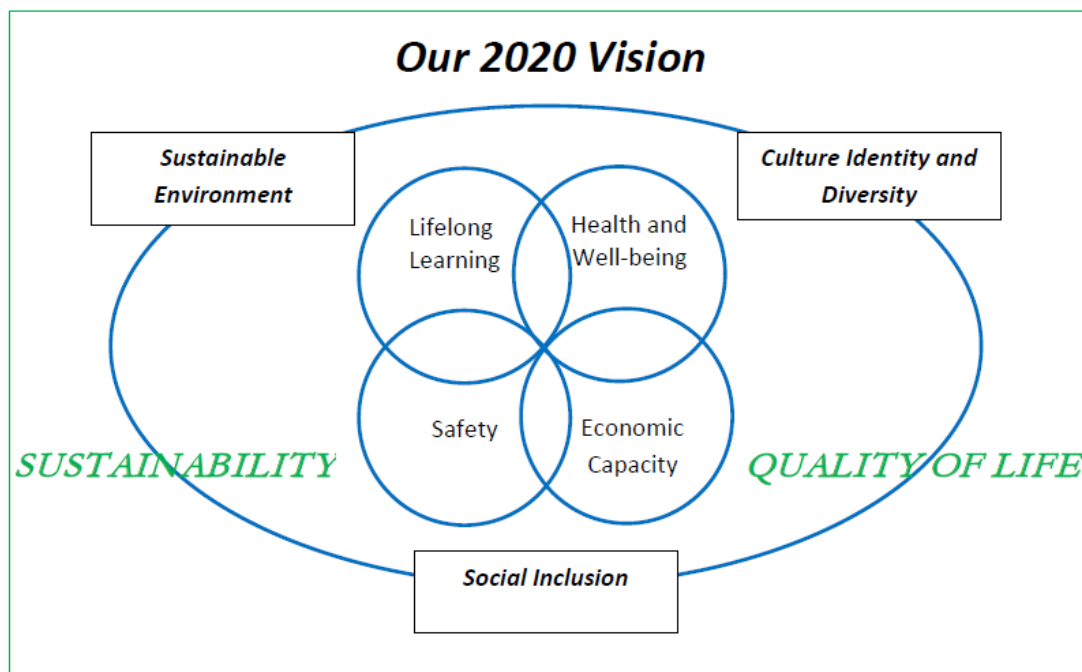 Our 2020 Vision
Sustainable
Environment
Culture Identity and
Diversity
Lifelong
Learning
Health and
Well-being
Safety
Economic
Capacity
SUSTAINABILITY
QUALITY OF LIFE
Social Inclusion